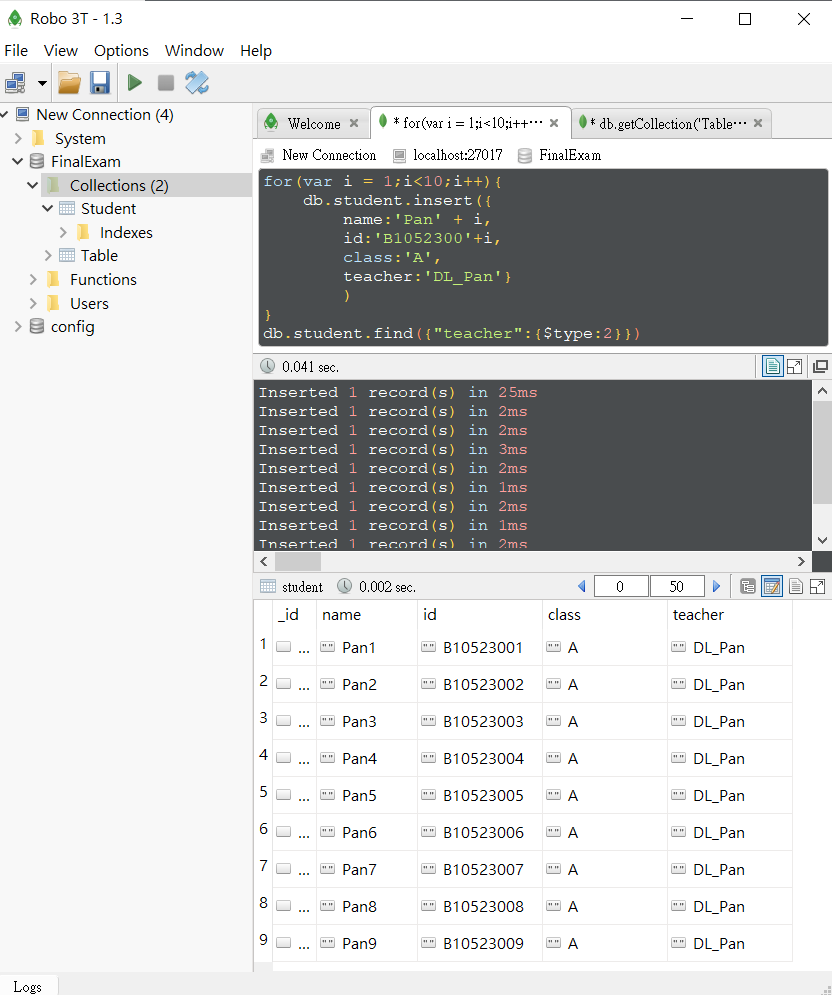 Robo 3T - 1.3
File View Options Window Help
New Connection (4)
System
FinalExam
Collections (2)
Student
Indexes
Table
Functions
Users
config
Welcome
* for(var i = 1;i<10;i++···
* db.getCollection('Table···
New Connection localhost:27017 FinalExam
for(var i = 1;i<10;i++){
db.student.insert({
name:'Pan' + i,
id:'B1052300'+i,
class:'A',
teacher:'DL_Pan'}
)
}
db.student.find({"teacher":{$type:2}})
0.041 sec.
Inserted 1 record(s) in 25ms
Inserted 1 record(s) in 2ms
Inserted 1 record(s) in 2ms
Inserted 1 record(s) in 3ms
Inserted 1 record(s) in 2ms
Inserted 1 record(s) in 1ms
Inserted 1 record(s) in 2ms
Inserted 1 record(s) in 1ms
Inserted 1 record(s) in 2ms
student 0.002 sec. 0 50
_id name id class teacher
1 ... "" Pan1 "" B10523001 "" A "" DL_Pan
2 ... "" Pan2 "" B10523002 "" A "" DL_Pan
3 ... "" Pan3 "" B10523003 "" A "" DL_Pan
4 ... "" Pan4 "" B10523004 "" A "" DL_Pan
5 ... "" Pan5 "" B10523005 "" A "" DL_Pan
6 ... "" Pan6 "" B10523006 "" A "" DL_Pan
7 ... "" Pan7 "" B10523007 "" A "" DL_Pan
8 ... "" Pan8 "" B10523008 "" A "" DL_Pan
9 ... "" Pan9 "" B10523009 "" A "" DL_Pan
Logs